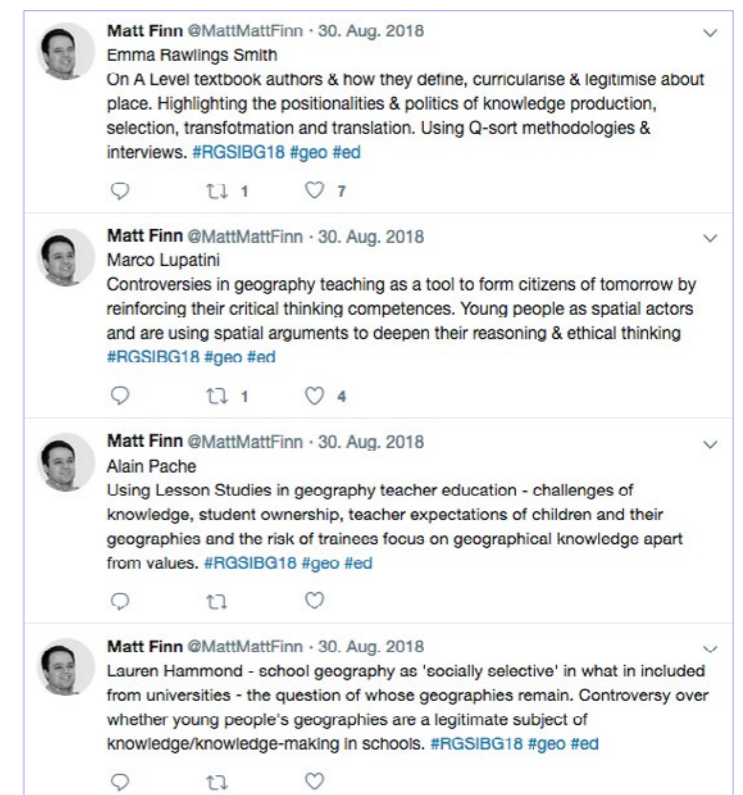 Matt Finn @MattMattFinn · 30. Aug. 2018
Emma Rawlings Smith
On A Level textbook authors & how they define, curricularise & legitimise about
place. Highlighting the positionalities & politics of knowledge production,
selection, transfotmation and translation. Using Q-sort methodologies &
interviews. #RGSIBG18 #geo #ed
1 7
Matt Finn @MattMattFinn · 30. Aug. 2018
Marco Lupatini
Controversies in geography teaching as a tool to form citizens of tomorrow by
reinforcing their critical thinking competences. Young people as spatial actors
and are using spatial arguments to deepen their reasoning & ethical thinking
#RGSIBG18 #geo #ed
1 4
Matt Finn @MattMattFinn · 30. Aug. 2018
Alain Pache
Using Lesson Studies in geography teacher education - challenges of
knowledge, student ownership, teacher expectations of children and their
geographies and the risk of trainees focus on geographical knowledge apart
from values. #RGSIBG18 #geo #ed
Matt Finn @MattMattFinn · 30. Aug. 2018
Lauren Hammond - school geography as 'socially selective' in what in included
from universities - the question of whose geographies remain. Controversy over
whether young people's geographies are a legitimate subject of
knowledge/knowledge-making in schools. #RGSIBG18 #geo #ed